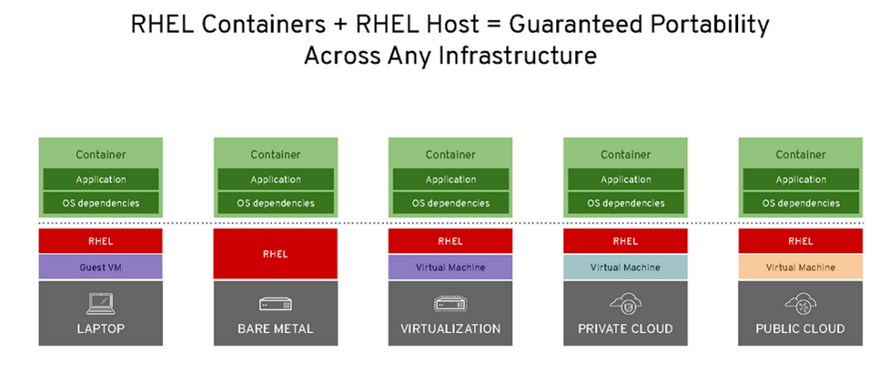 RHEL Containers + RHEL Host = Guaranteed Portability
Across Any Infrastructure
Container Container Container Container Container
Application Application Application Application Application
OS dependencies OS dependencies OS dependencies OS dependencies OS dependencies
RHEL RHEL RHEL RHEL RHEL
Guest VM Virtual Machine Virtual Machine Virtual Machine
LAPTOP BARE METAL VIRTUALIZATION PRIVATE CLOUD PUBLIC CLOUD